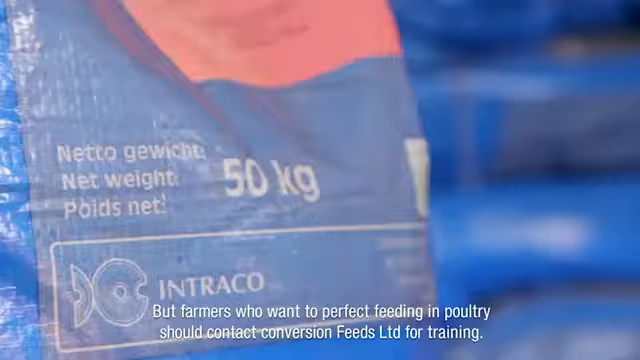 Netto gewicht:
Net weight:
Poids net:
50 kg
INTRACO
But farmers who want to perfect feeding in poultry
should contact conversion Feeds Ltd for training.